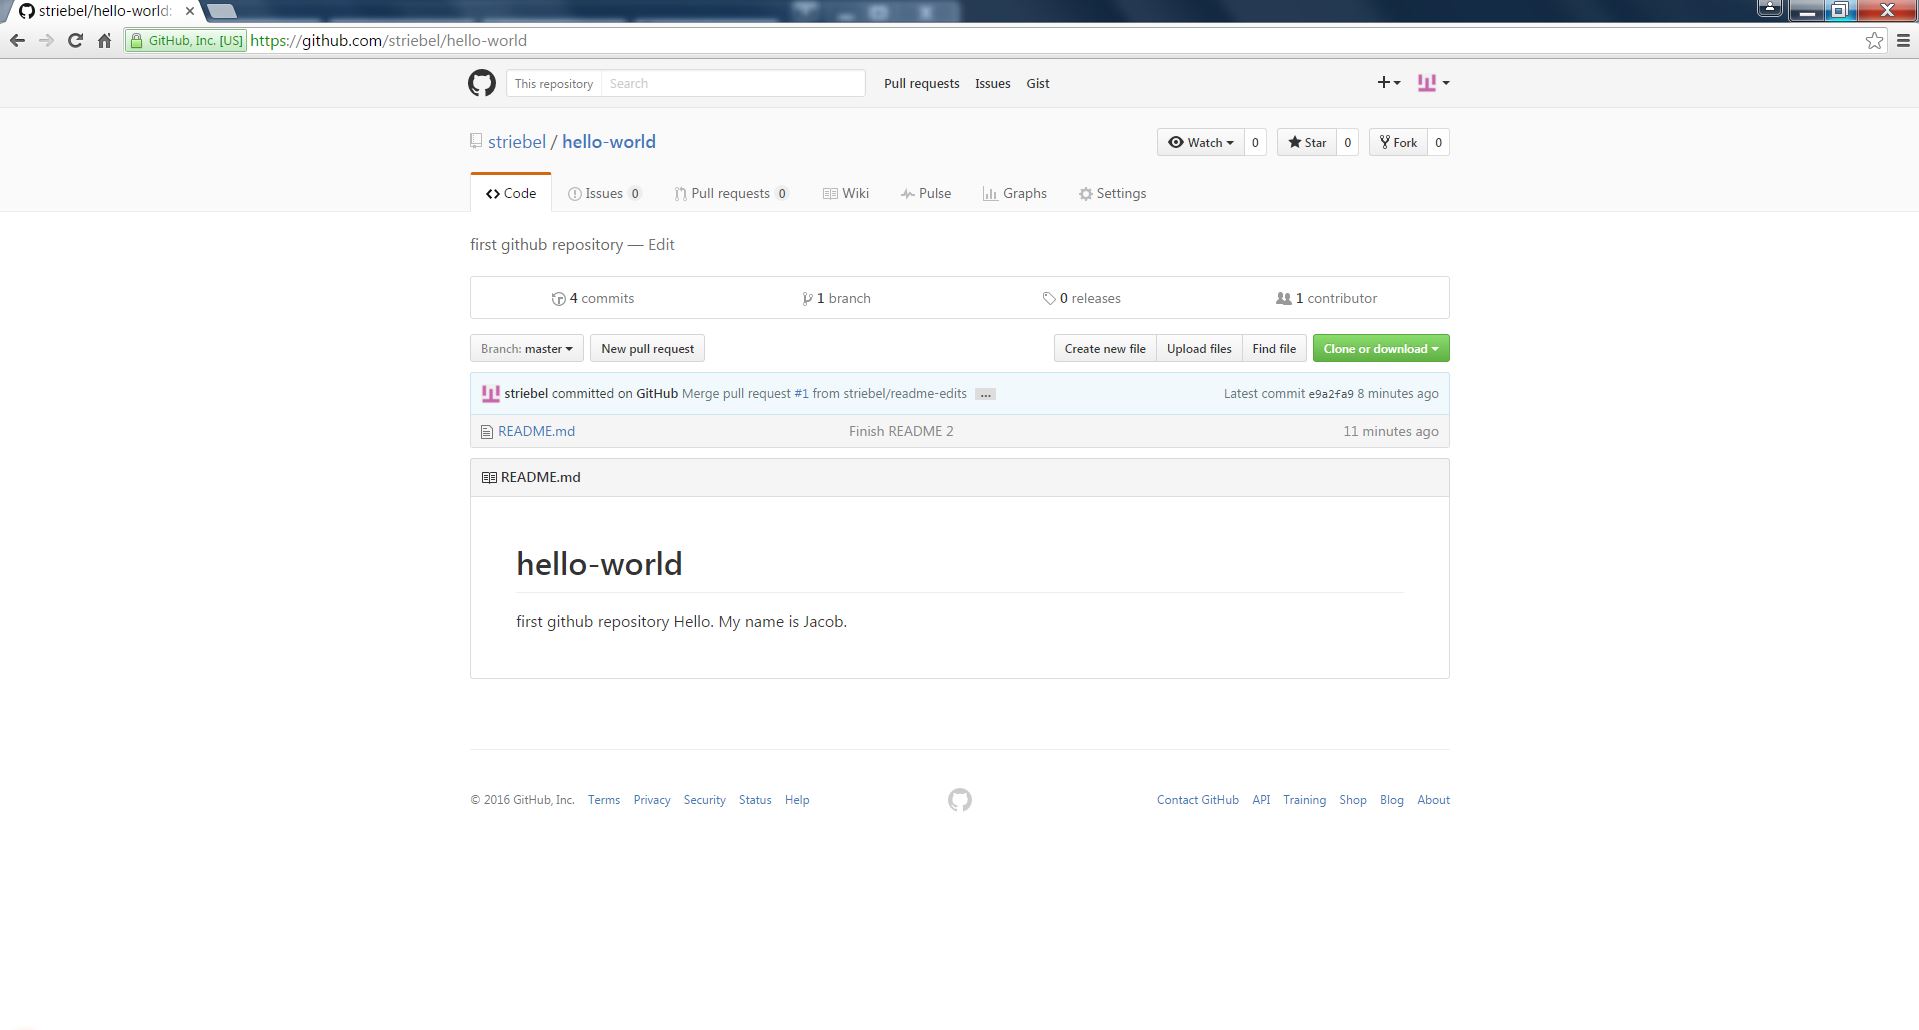 striebel/hello-world:
GitHub, Inc. [US] https://github.com/striebel/hello-world
This repository Search Pull requests Issues Gist
striebel / hello-world Watch 0 Star 0 Fork 0
Code Issues 0 Pull requests 0 Wiki Pulse Graphs Settings
first github repository — Edit
4 commits 1 branch 0 releases 1 contributor
Branch: master New pull request Create new file Upload files Find file Clone or download
striebel committed on GitHub Merge pull request #1 from striebel/readme-edits ... Latest commit e9a2fa9 8 minutes ago
README.md Finish README 2 11 minutes ago
README.md
hello-world
first github repository Hello. My name is Jacob.
© 2016 GitHub, Inc. Terms Privacy Security Status Help Contact GitHub API Training Shop Blog About